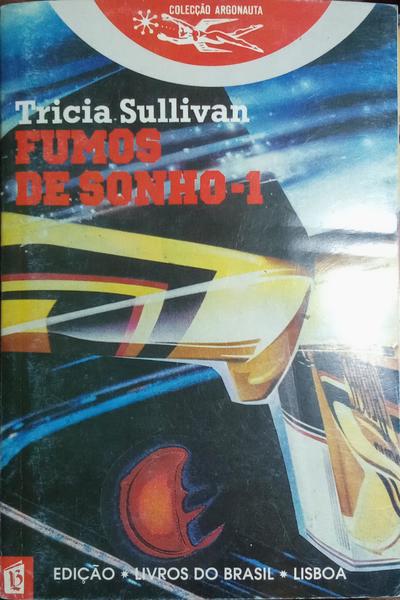 COLECÇÃO ARGONAUTA
Tricia Sullivan
FUMOS
DE SONHO-1
EDIÇÃO * LIVROS DO BRASIL * LISBOA